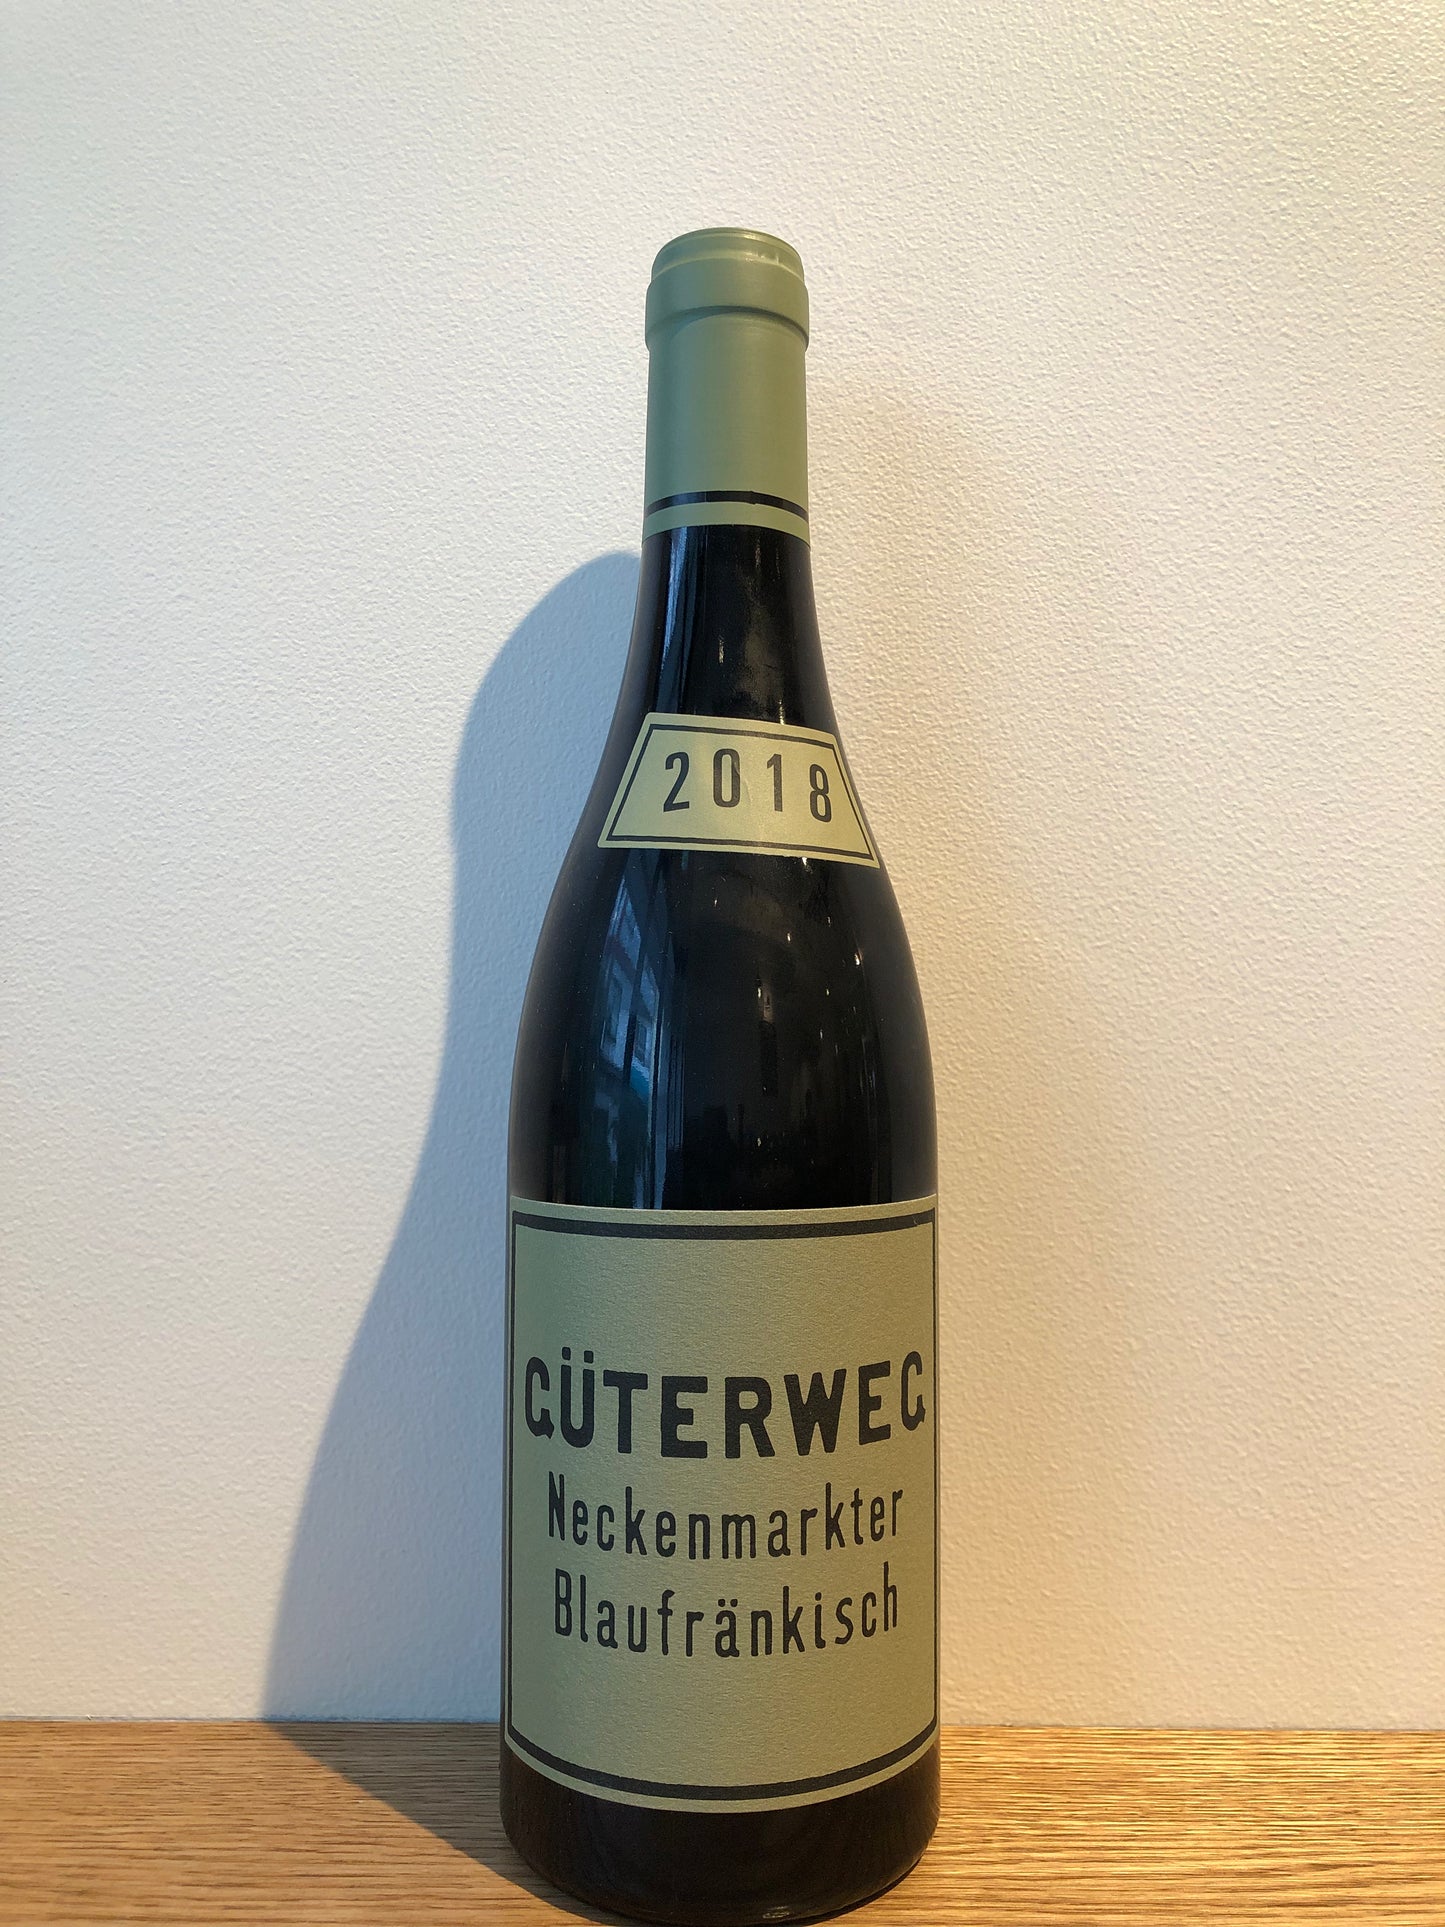 2018
GÜTERWEG
Neckenmarkter
Blaufränkisch